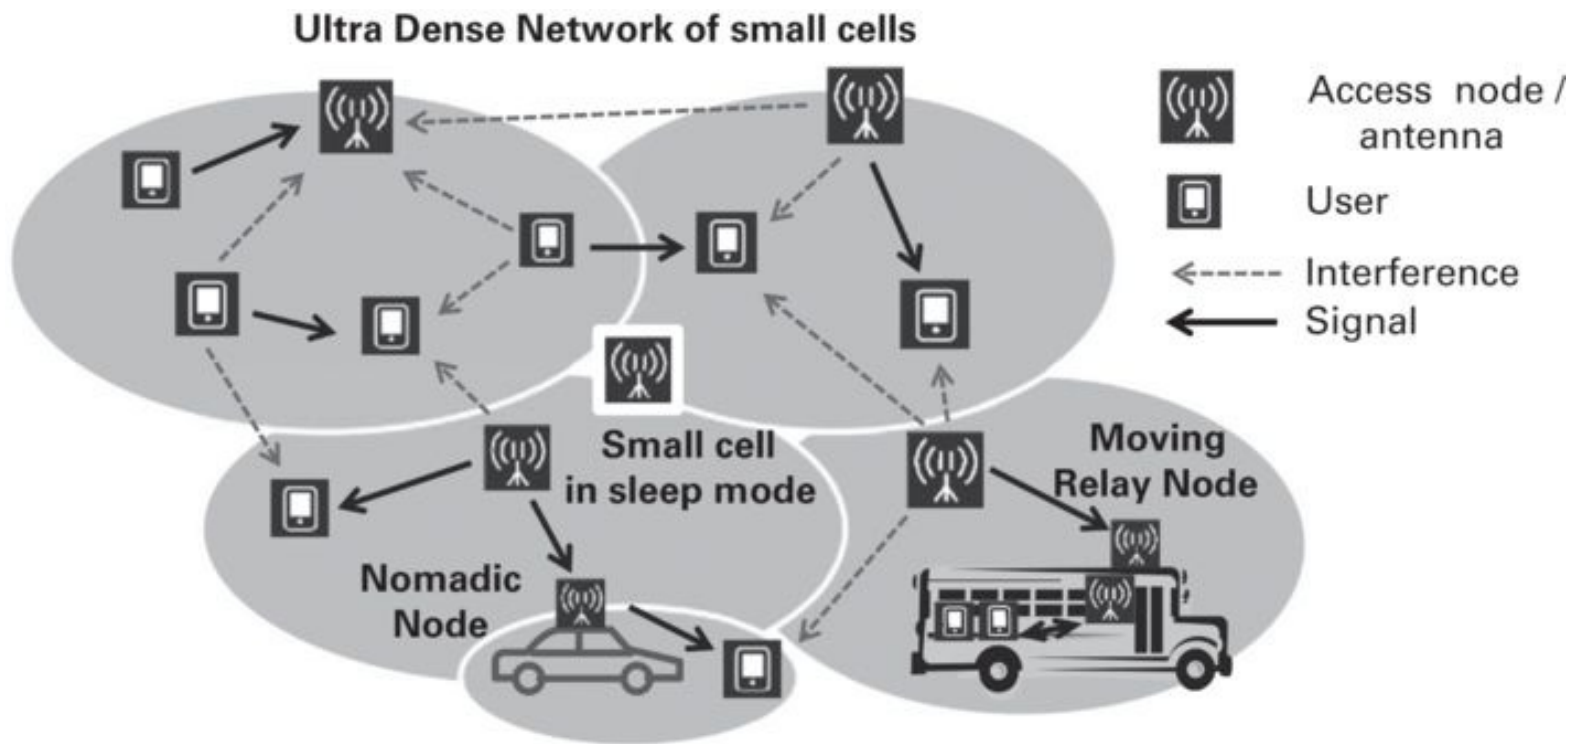 Ultra Dense Network of small cells
Access node /
antenna
User
Interference
Signal
Small cell
in sleep mode
Moving
Relay Node
Nomadic
Node